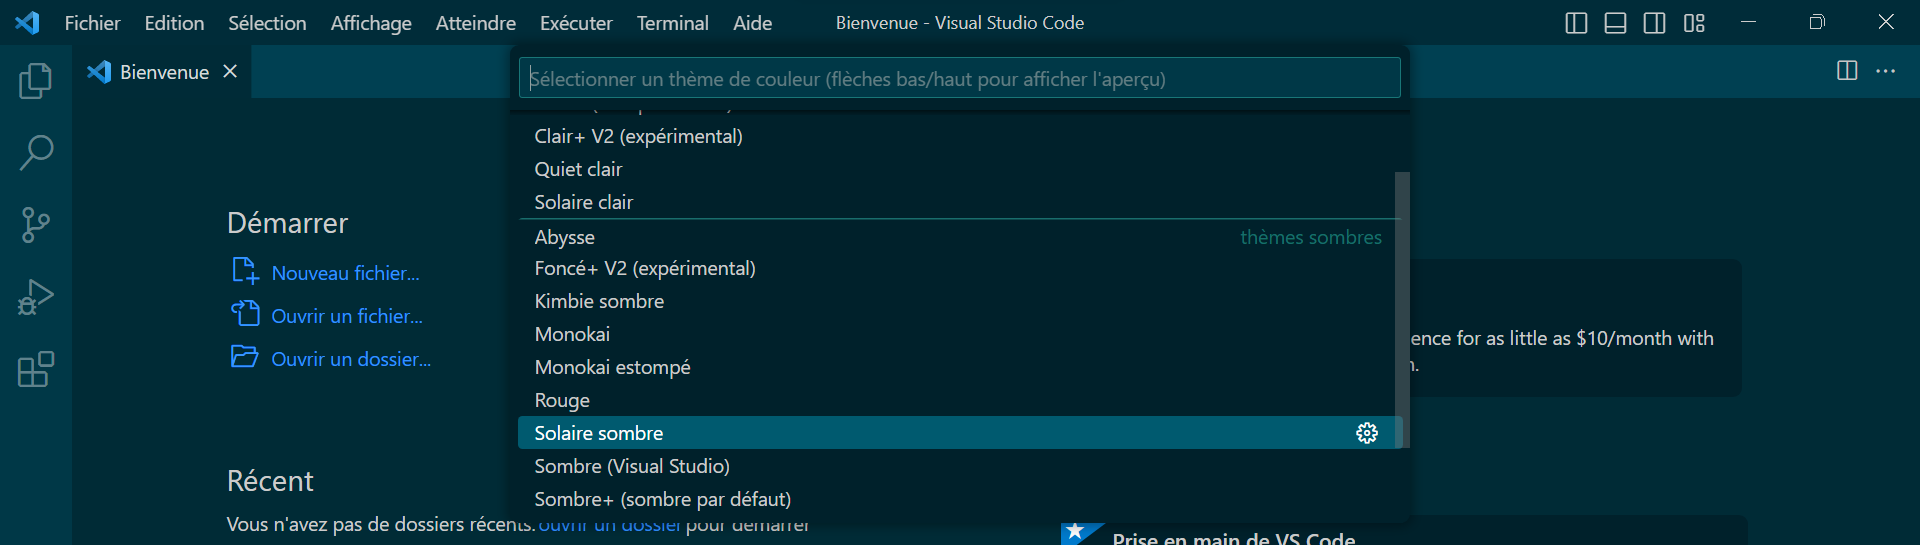 Fichier Edition Sélection Affichage Atteindre Exécuter Terminal Aide Bienvenue - Visual Studio Code
Bienvenue
Sélectionner un thème de couleur (flèches bas/haut pour afficher l'aperçu)
Clair+ V2 (expérimental)
Quiet clair
Solaire clair
Abysse thèmes sombres
Foncé+ V2 (expérimental)
Kimbie sombre
Monokai
Monokai estompé
Rouge
Solaire sombre
Sombre (Visual Studio)
Sombre+ (sombre par défaut)
Démarrer
Nouveau fichier...
Ouvrir un fichier...
Ouvrir un dossier...
Récent
Vous n'avez pas de dossiers récents. ouvrir un dossier pour démarrer
ence for as little as $10/month with
Prise en main de VS Code